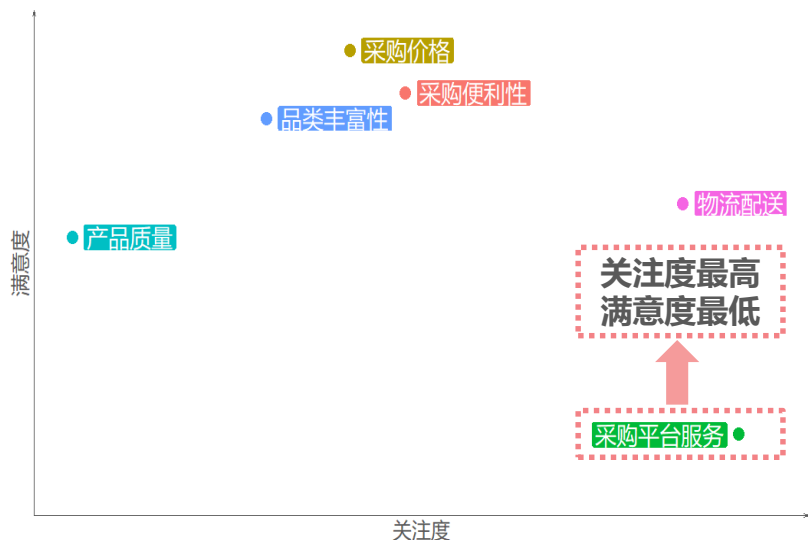 采购价格
采购便利性
品类丰富性
物流配送
产品质量
满意度
关注度最高
满意度最低
采购平台服务
关注度